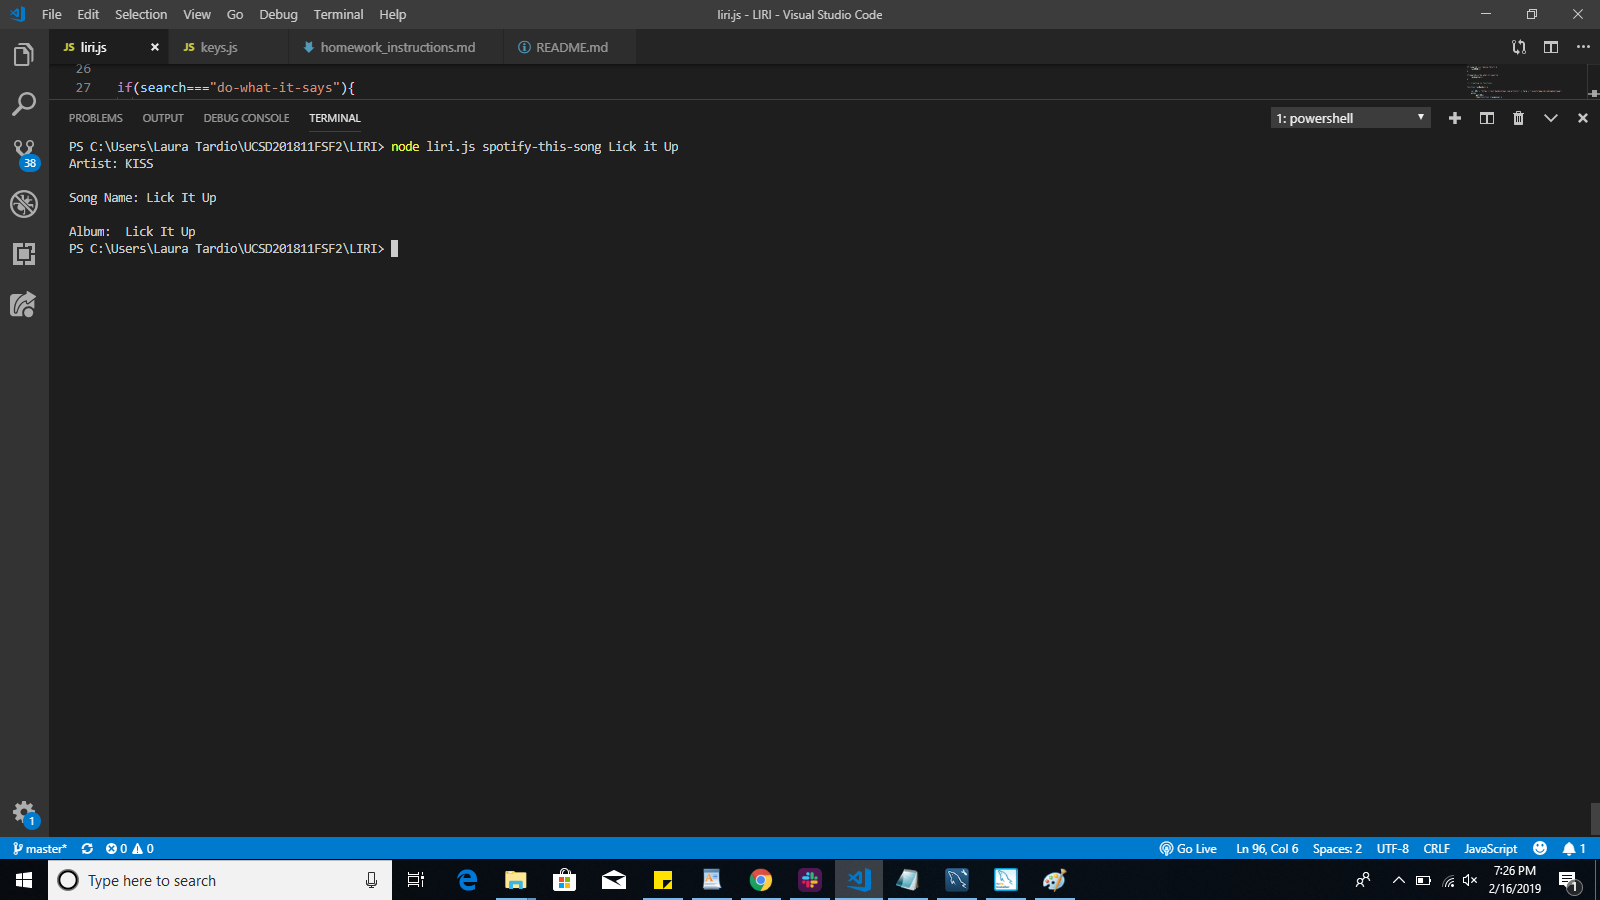 File Edit Selection View Go Debug Terminal Help
liri.js - LIRI - Visual Studio Code
JS liri.js
JS keys.js
homework_instructions.md
README.md
26
27 if(search==="do-what-it-says"){
PROBLEMS OUTPUT DEBUG CONSOLE TERMINAL
1: powershell
PS C:\Users\Laura Tardio\UCSD201811FSF2\LIRI> node liri.js spotify-this-song Lick it Up
Artist: KISS
Song Name: Lick It Up
Album:  Lick It Up
PS C:\Users\Laura Tardio\UCSD201811FSF2\LIRI>
38
1
master* 0 0
Go Live Ln 96, Col 6 Spaces: 2 UTF-8 CRLF JavaScript 1
Type here to search
7:26 PM
2/16/2019
1